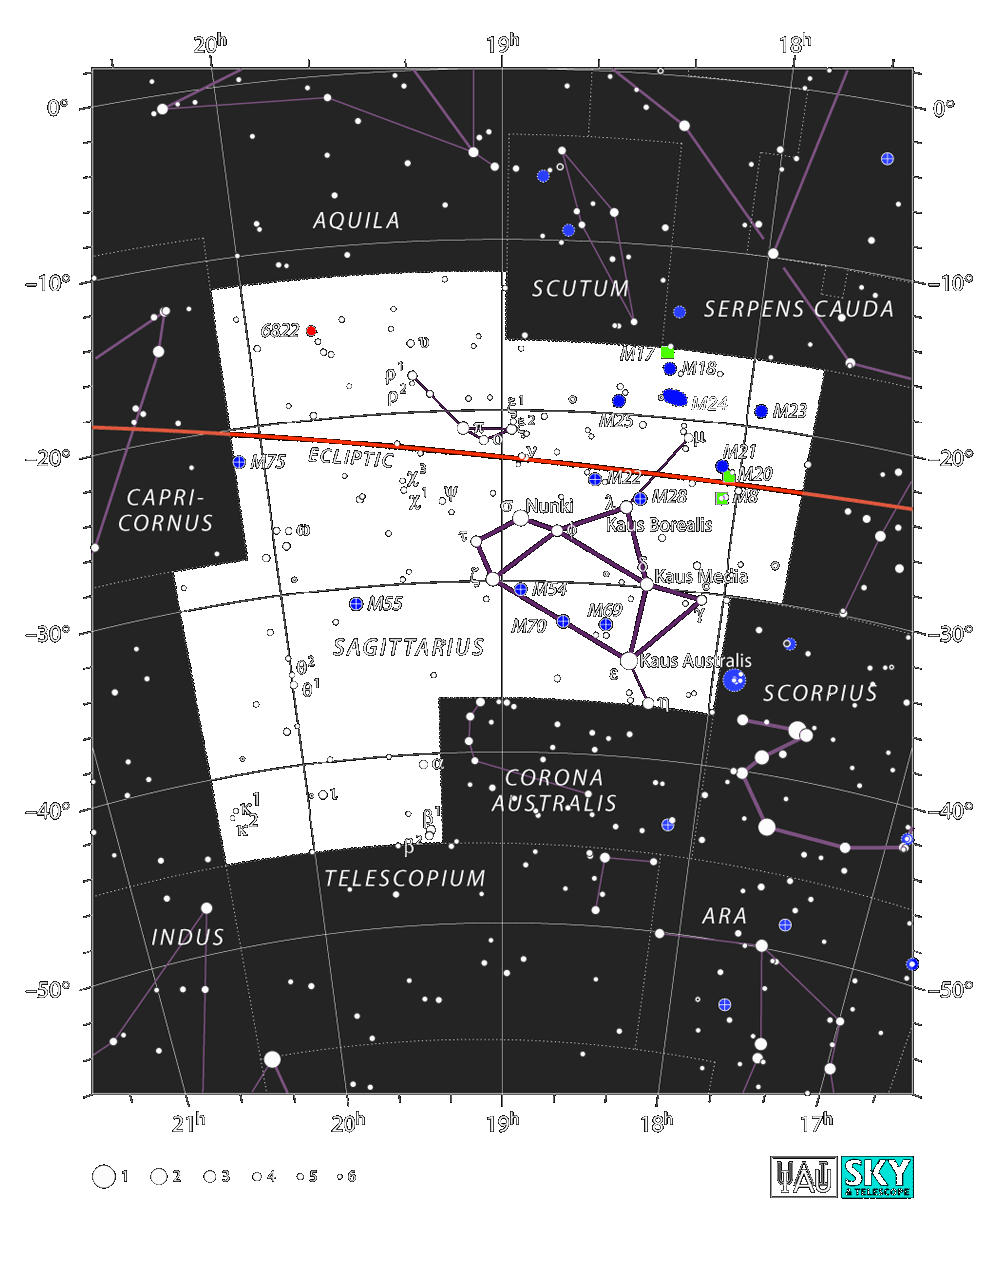 20h 19h 18h
0° 0°
AQUILA
–10° –10°
SCUTUM
SERPENS CAUDA
6822
υ
M17
M18
ρ1
ρ2
M24
ξ1
ξ2
M25
M23
π
ο
μ
–20° –20°
ECLIPTIC
ν
M75
M21
M20
χ3
χ1
ψ
M22
M28
M8
CAPRI-
CORNUS
σ
Nunki
λ
Kaus Borealis
ω
τ
φ
δ
Kaus Media
ζ
M54
γ
M55
M69
M70
–30° –30°
SAGITTARIUS
Kaus Australis
ε
θ2
θ1
η
SCORPIUS
α
CORONA
AUSTRALIS
ι
κ1
κ2
β1
β2
–40° –40°
TELESCOPIUM
ARA
INDUS
–50° –50°
21h 20h 19h 18h 17h
1 2 3 4 5 6
IAU
SKY
& TELESCOPE